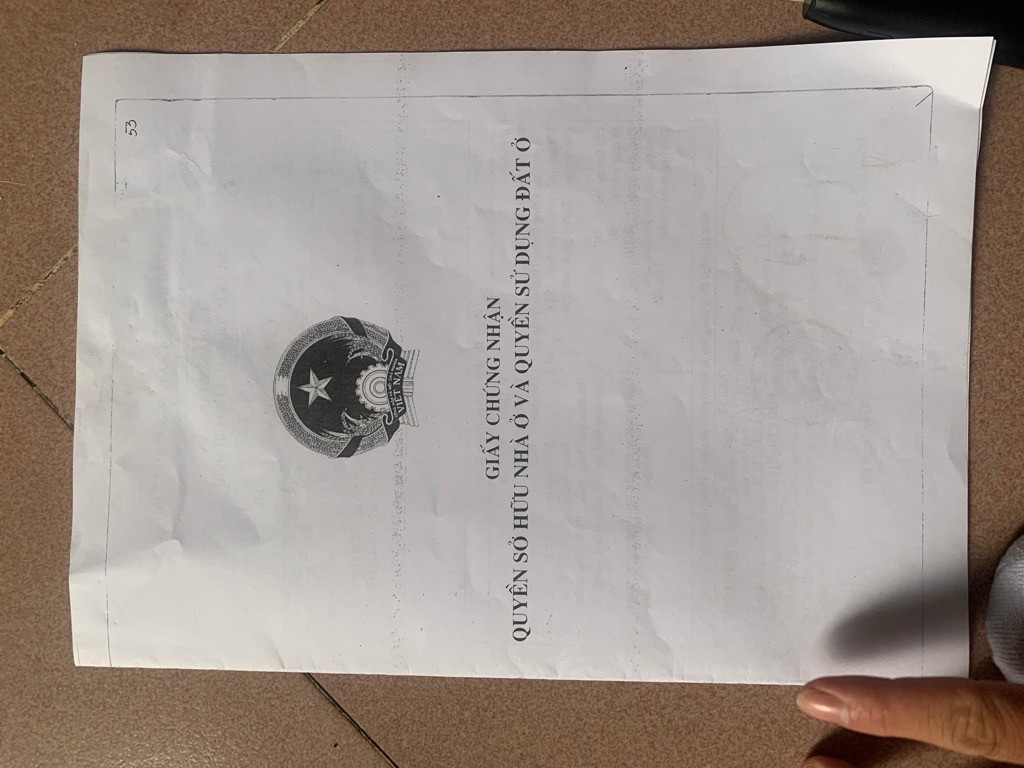 53
VIỆT NAM
GIẤY CHỨNG NHẬN
QUYỀN SỞ HỮU NHÀ Ở VÀ QUYỀN SỬ DỤNG ĐẤT Ở